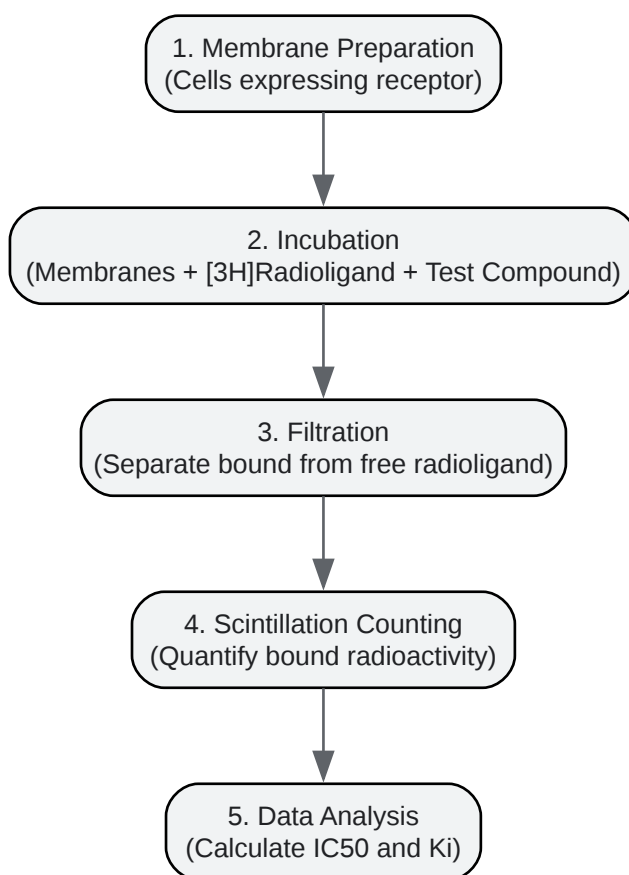 1. Membrane Preparation
(Cells expressing receptor)
2. Incubation
(Membranes + [3H]Radioligand + Test Compound)
3. Filtration
(Separate bound from free radioligand)
4. Scintillation Counting
(Quantify bound radioactivity)
5. Data Analysis
(Calculate IC50 and Ki)